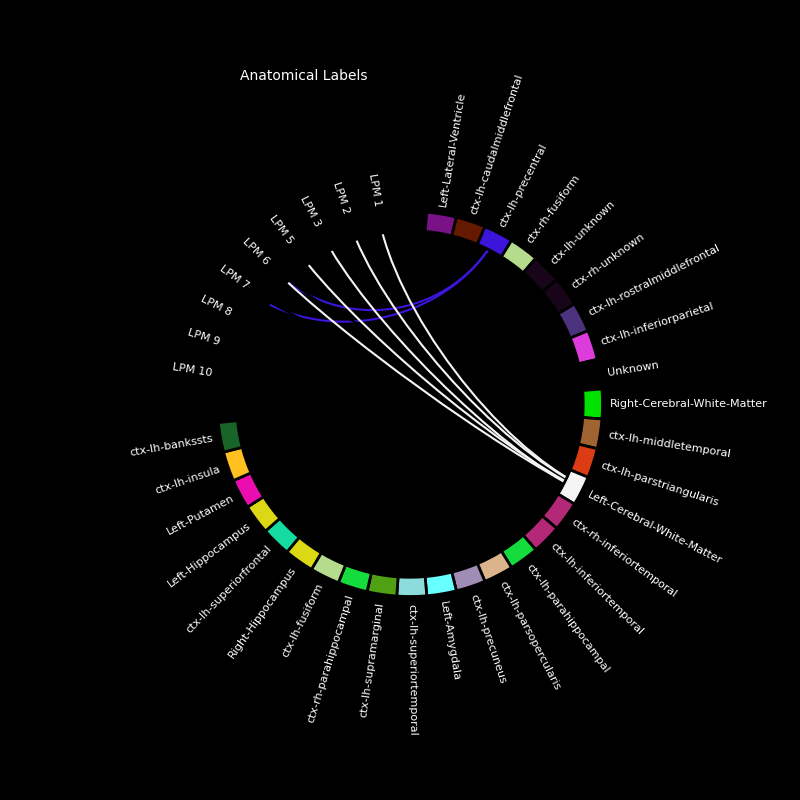 Anatomical Labels
Left-Lateral-Ventricle
ctx-lh-caudalmiddlefrontal
ctx-lh-precentral
ctx-rh-fusiform
ctx-lh-unknown
ctx-rh-unknown
ctx-lh-rostralmiddlefrontal
ctx-lh-inferiorparietal
Unknown
Right-Cerebral-White-Matter
ctx-lh-middletemporal
ctx-lh-parstriangularis
Left-Cerebral-White-Matter
ctx-rh-inferiortemporal
ctx-lh-inferiortemporal
ctx-lh-parahippocampal
ctx-lh-parsopercularis
ctx-lh-precuneus
Left-Amygdala
ctx-lh-superiortemporal
ctx-lh-supramarginal
ctx-rh-parahippocampal
ctx-lh-fusiform
Right-Hippocampus
ctx-lh-superiorfrontal
Left-Hippocampus
Left-Putamen
ctx-lh-insula
ctx-lh-bankssts
LPM 10
LPM 9
LPM 8
LPM 7
LPM 6
LPM 5
LPM 3
LPM 2
LPM 1